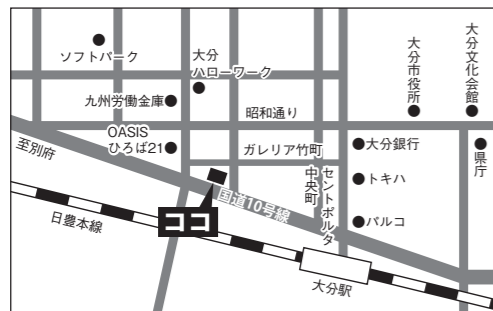 ソフトパーク
大分
ハローワーク
九州労働金庫
大分市役所
大分文化会館
昭和通り
OASIS
ひろば21
至別府
ガレリア竹町
大分銀行
県庁
国道10号線
中央町
セントポルタ
トキハ
パルコ
日豊本線
ココ
大分駅